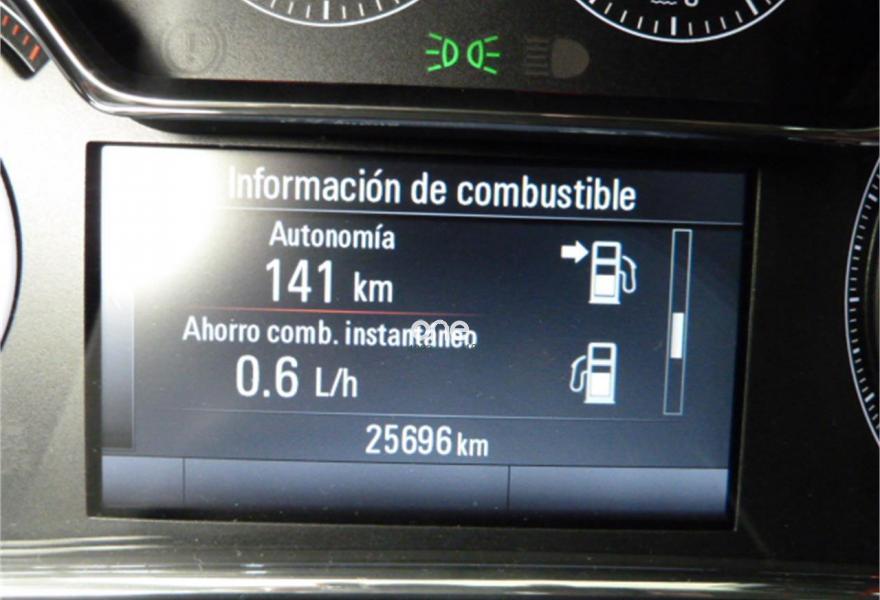 Información de combustible
Autonomía
141 km
Ahorro comb. instantáneo
0.6 L/h
25696 km